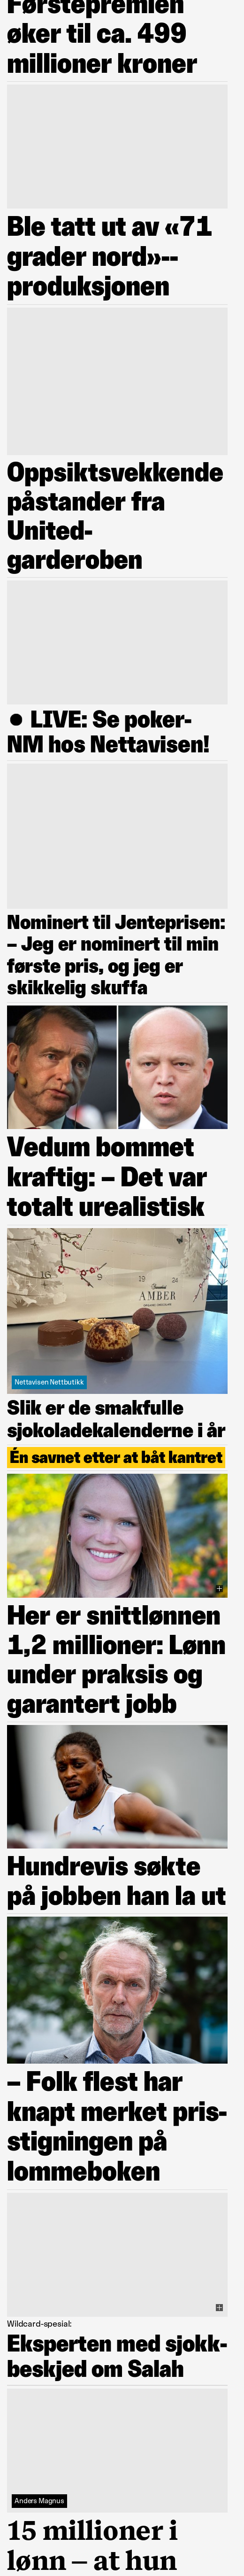 Førstepremien
øker til ca. 499
millioner kroner
Ble tatt ut av «71
grader nord»--
produksjonen
Oppsiktsvekkende
påstander fra
United-
garderoben
● LIVE: Se poker-
NM hos Nettavisen!
Nominert til Jenteprisen:
– Jeg er nominert til min
første pris, og jeg er
skikkelig skuffa
Vedum bommet
kraftig: – Det var
totalt urealistisk
AMBER
1G
9
19
24
Nettavisen Nettbutikk
Slik er de smakfulle
sjokoladekalenderne i år
Én savnet etter at båt kantret
Her er snittlønnen
1,2 millioner: Lønn
under praksis og
garantert jobb
Hundrevis søkte
på jobben han la ut
– Folk flest har
knapt merket pris-
stigningen på
lommeboken
Wildcard-spesial:
Eksperten med sjokk-
beskjed om Salah
Anders Magnus
15 millioner i
lønn – at hun